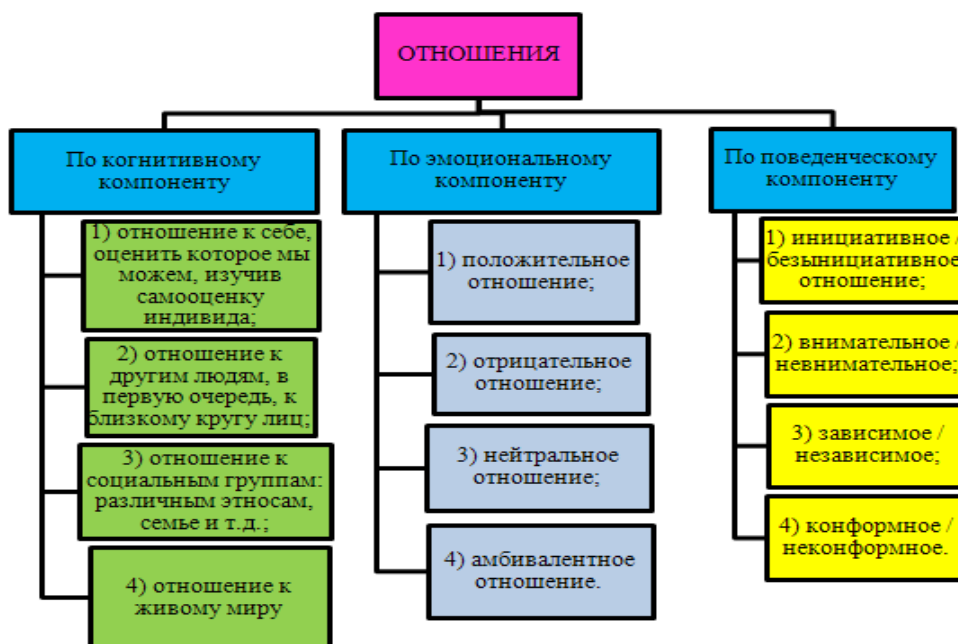 ОТНОШЕНИЯ
По когнитивному
компоненту
1) отношение к себе,
оценить которое мы
можем, изучив
самооценку
индивида;
2) отношение к
другим людям, в
первую очередь, к
близкому кругу лиц;
3) отношение к
социальным группам:
различным этносам,
семье и т.д.;
4) отношение к
живому миру
По эмоциональному
компоненту
1) положительное
отношение;
2) отрицательное
отношение;
3) нейтральное
отношение;
4) амбивалентное
отношение.
По поведенческому
компоненту
1) инициативное /
безынициативное
отношение;
2) внимательное /
невнимательное;
3) зависимое /
независимое;
4) конформное /
неконформное.